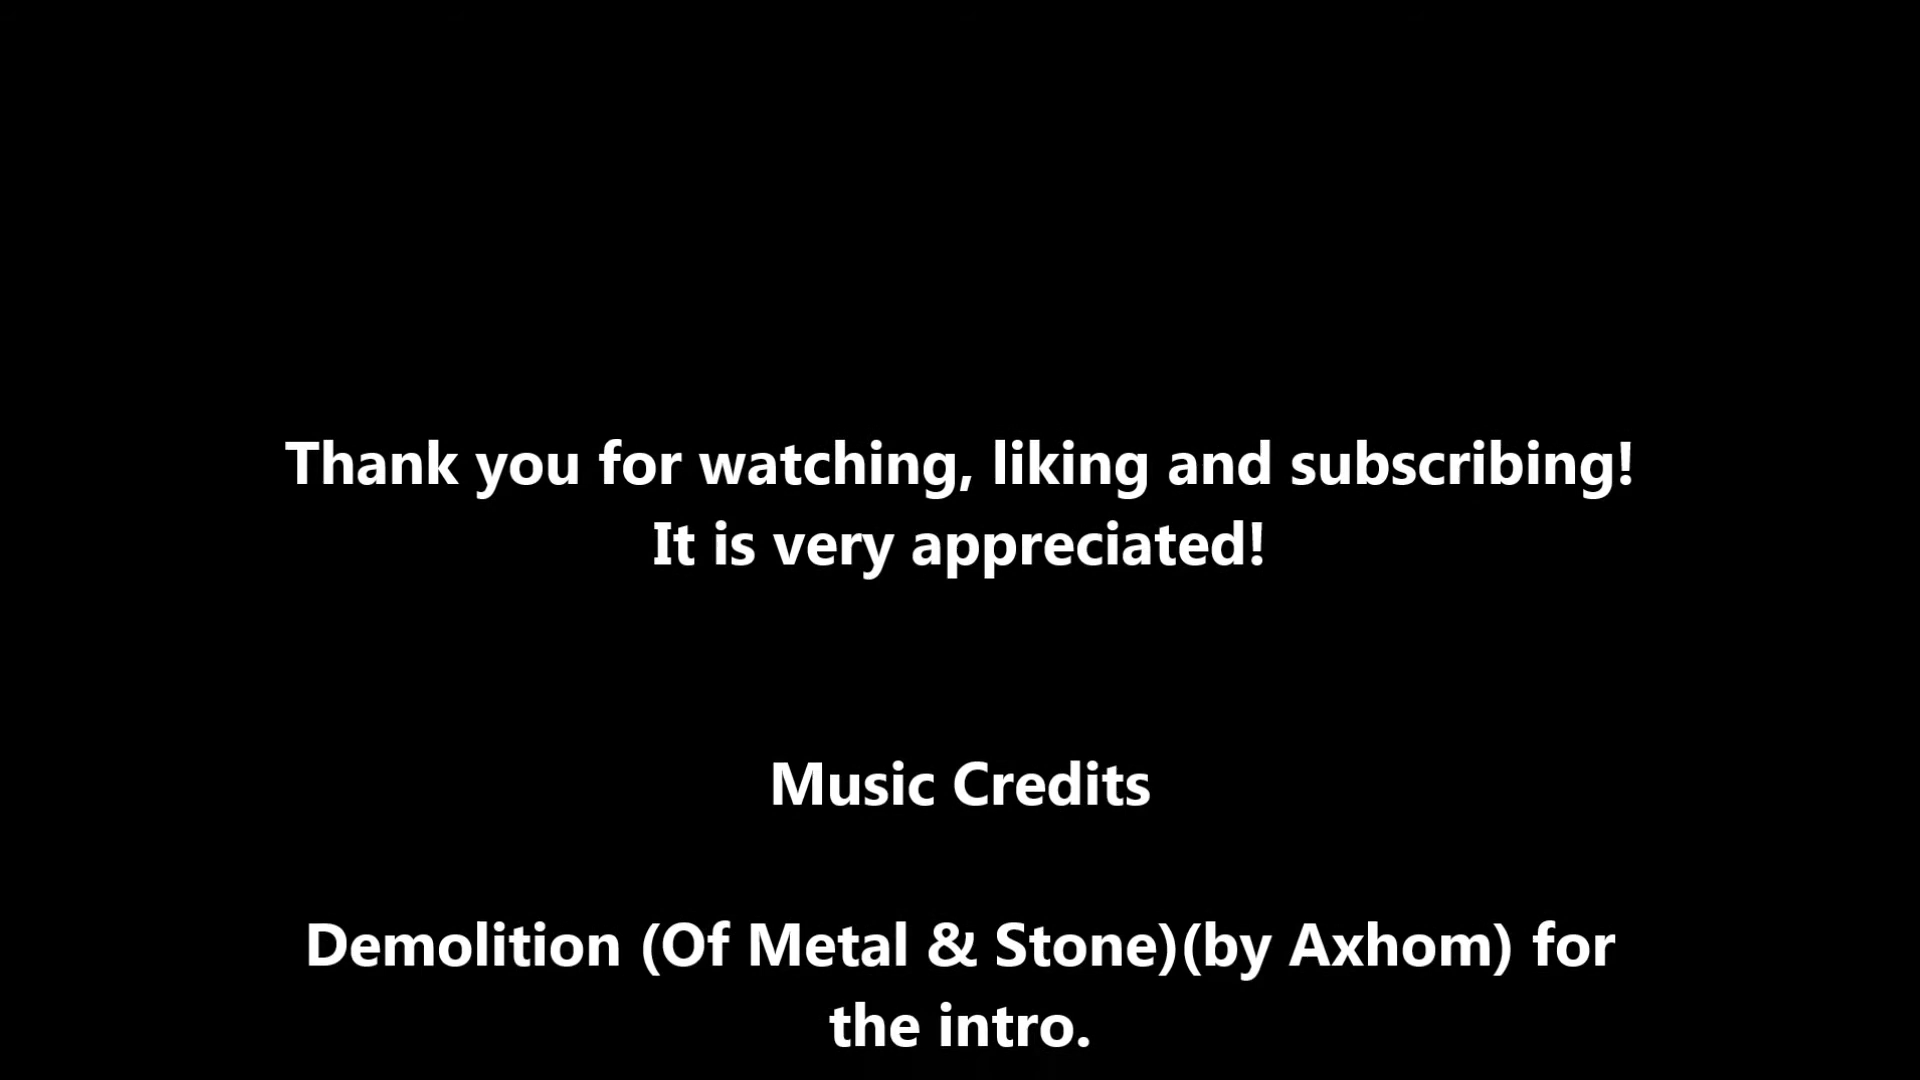 Thank you for watching, liking and subscribing!
It is very appreciated!
Music Credits
Demolition (Of Metal & Stone)(by Axhom) for
the intro.